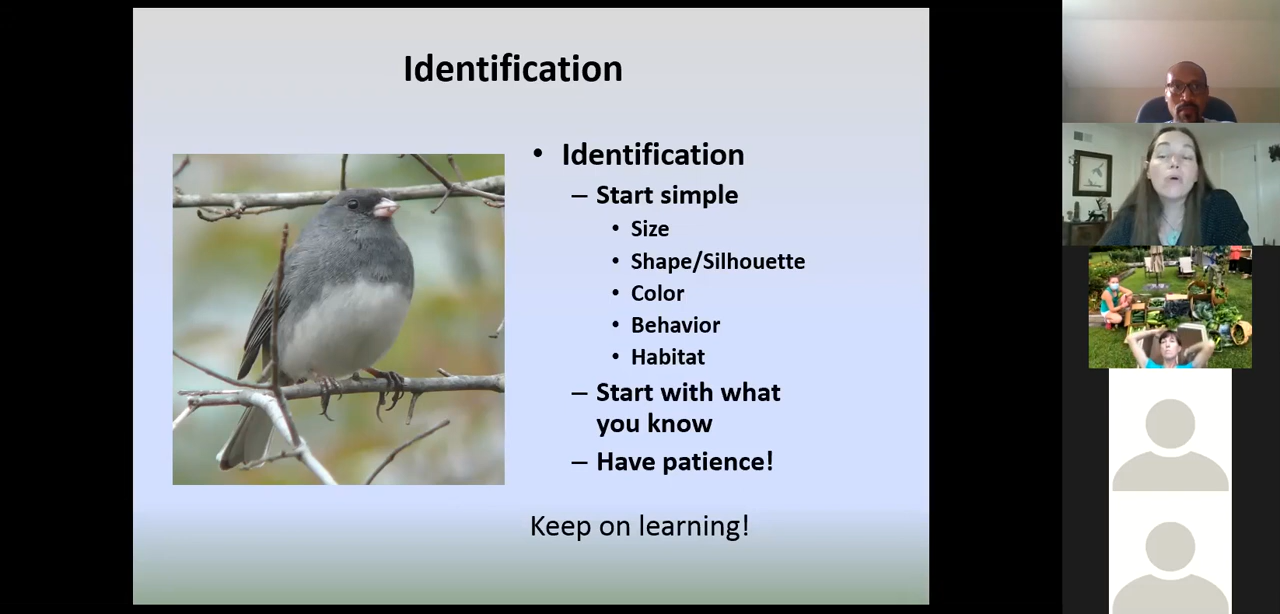 Identification
• Identification
– Start simple
• Size
• Shape/Silhouette
• Color
• Behavior
• Habitat
– Start with what
you know
– Have patience!
Keep on learning!